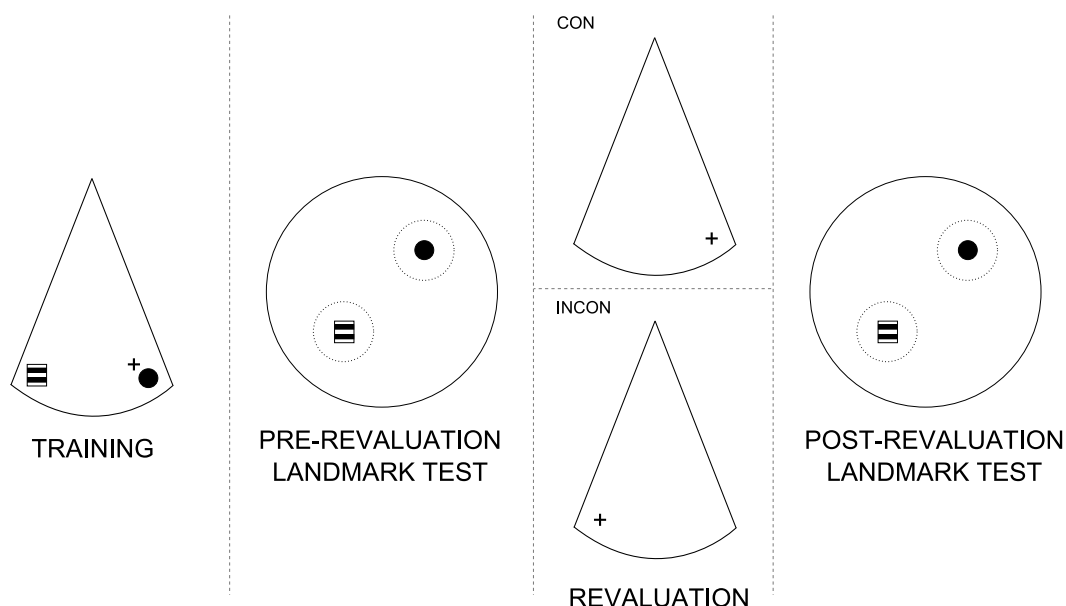 TRAINING
PRE-REVALUATION
LANDMARK TEST
CON
INCON
REVALUATION
POST-REVALUATION
LANDMARK TEST